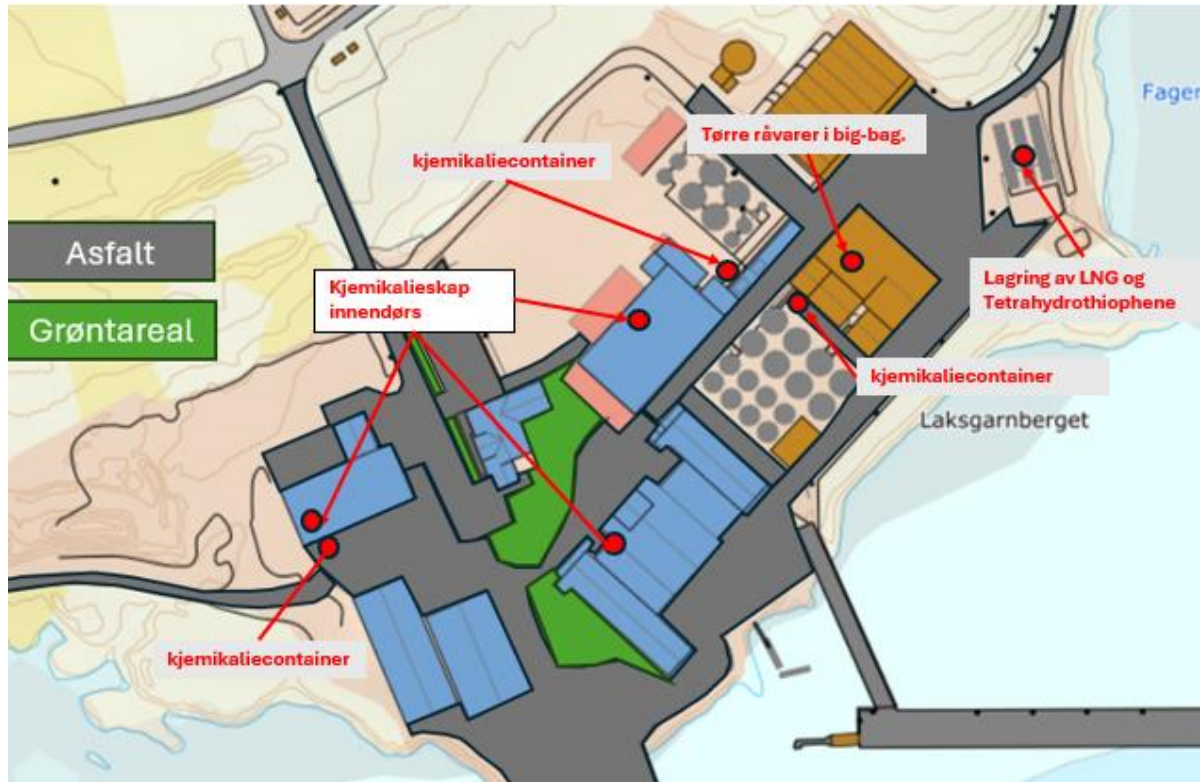 Fager
Tørre råvarer i big-bag.
kjemikaliecontainer
Asfalt
Grøntareal
Kjemikalieskap
innendørs
Lagring av LNG og
Tetrahydrothiophene
kjemikaliecontainer
Laksgarnberget
kjemikaliecontainer